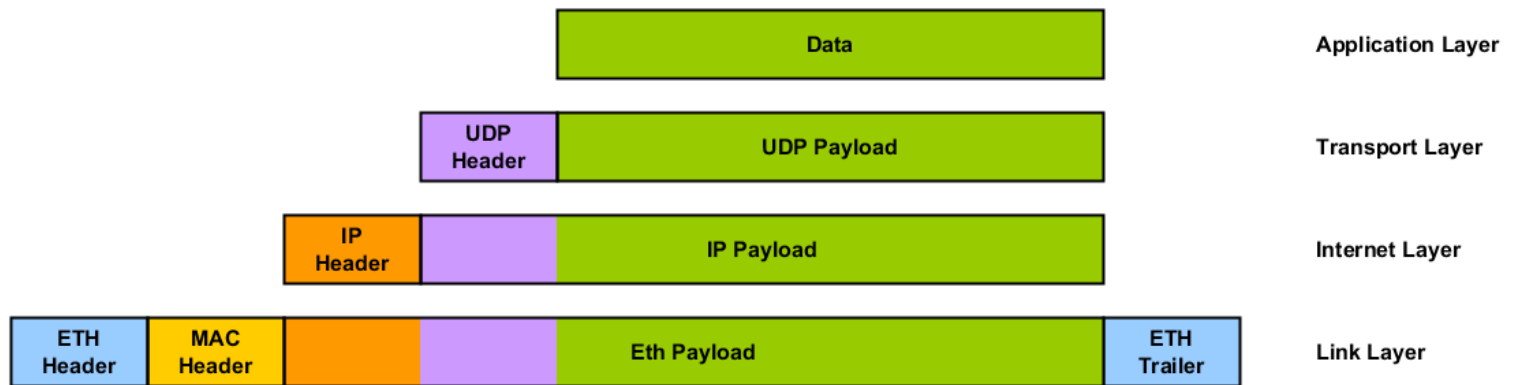 Data
Application Layer
UDP
Header
UDP Payload
Transport Layer
IP
Header
IP Payload
Internet Layer
ETH
Header
MAC
Header
Eth Payload
ETH
Trailer
Link Layer